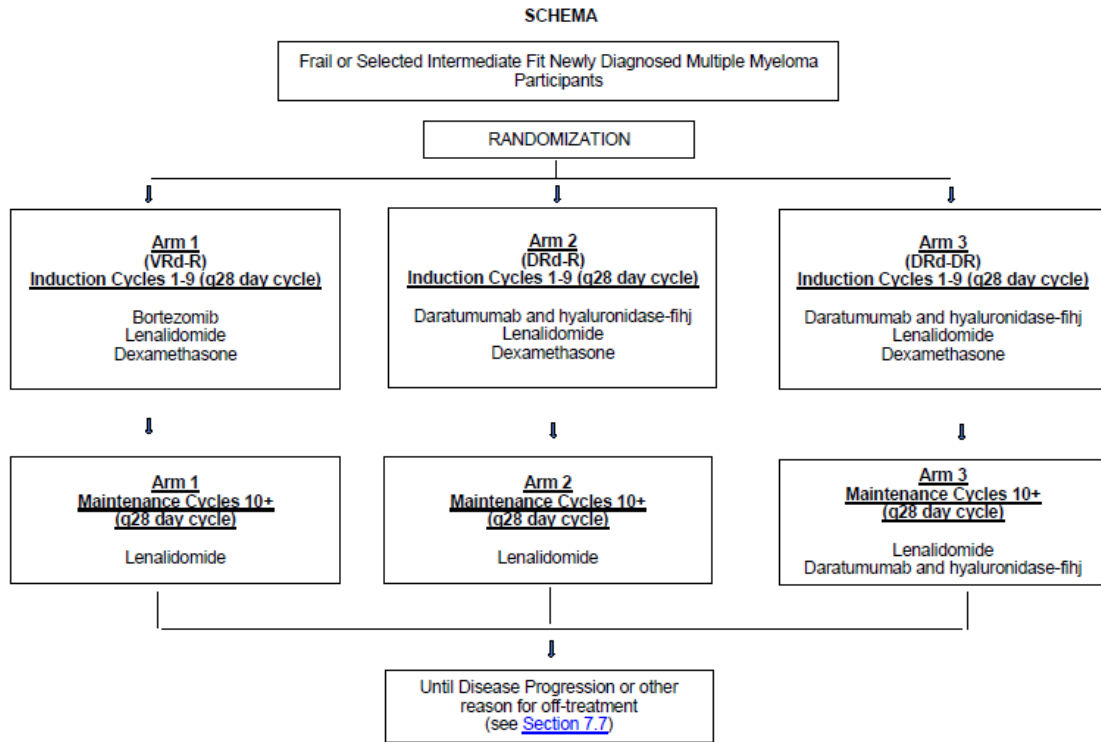 SCHEMA
Frail or Selected Intermediate Fit Newly Diagnosed Multiple Myeloma
Participants
RANDOMIZATION
Arm 1
(VRd-R)
Induction Cycles 1-9 (q28 day cycle)
Bortezomib
Lenalidomide
Dexamethasone
Arm 2
(DRd-R)
Induction Cycles 1-9 (q28 day cycle)
Daratumumab and hyaluronidase-fihj
Lenalidomide
Dexamethasone
Arm 3
(DRd-DR)
Induction Cycles 1-9 (q28 day cycle)
Daratumumab and hyaluronidase-fihj
Lenalidomide
Dexamethasone
Arm 1
Maintenance Cycles 10+
(q28 day cycle)
Lenalidomide
Arm 2
Maintenance Cycles 10+
(q28 day cycle)
Lenalidomide
Arm 3
Maintenance Cycles 10+
(q28 day cycle)
Lenalidomide
Daratumumab and hyaluronidase-fihj
Until Disease Progression or other
reason for off-treatment
(see Section 7.7)